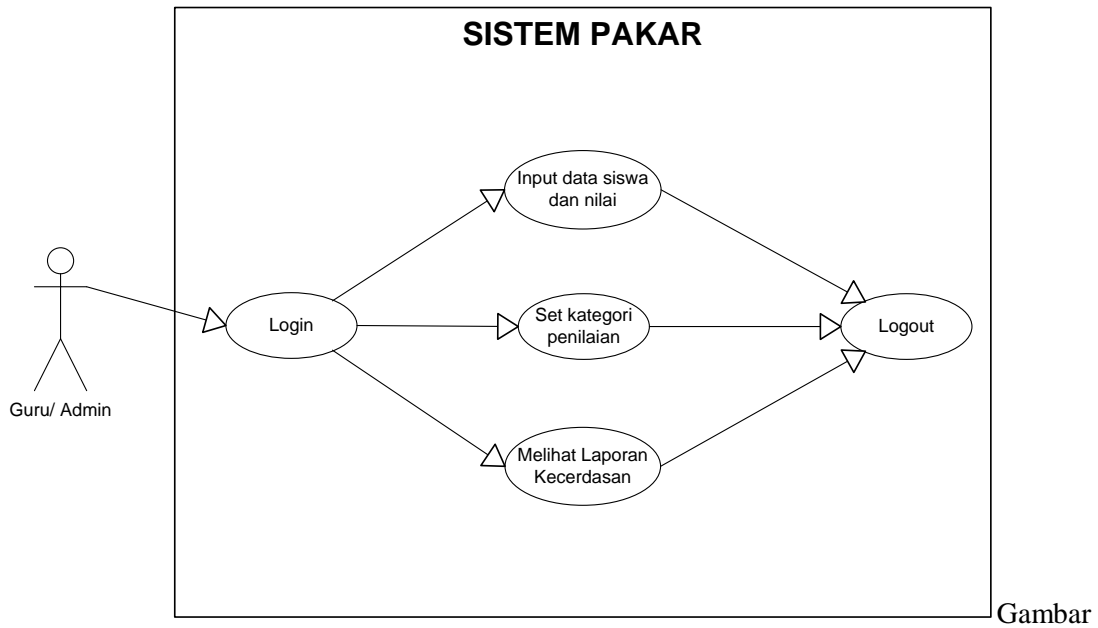 SISTEM PAKAR
Input data siswa
dan nilai
Login
Set kategori
penilaian
Logout
Guru/ Admin
Melihat Laporan
Kecerdasan
Gambar